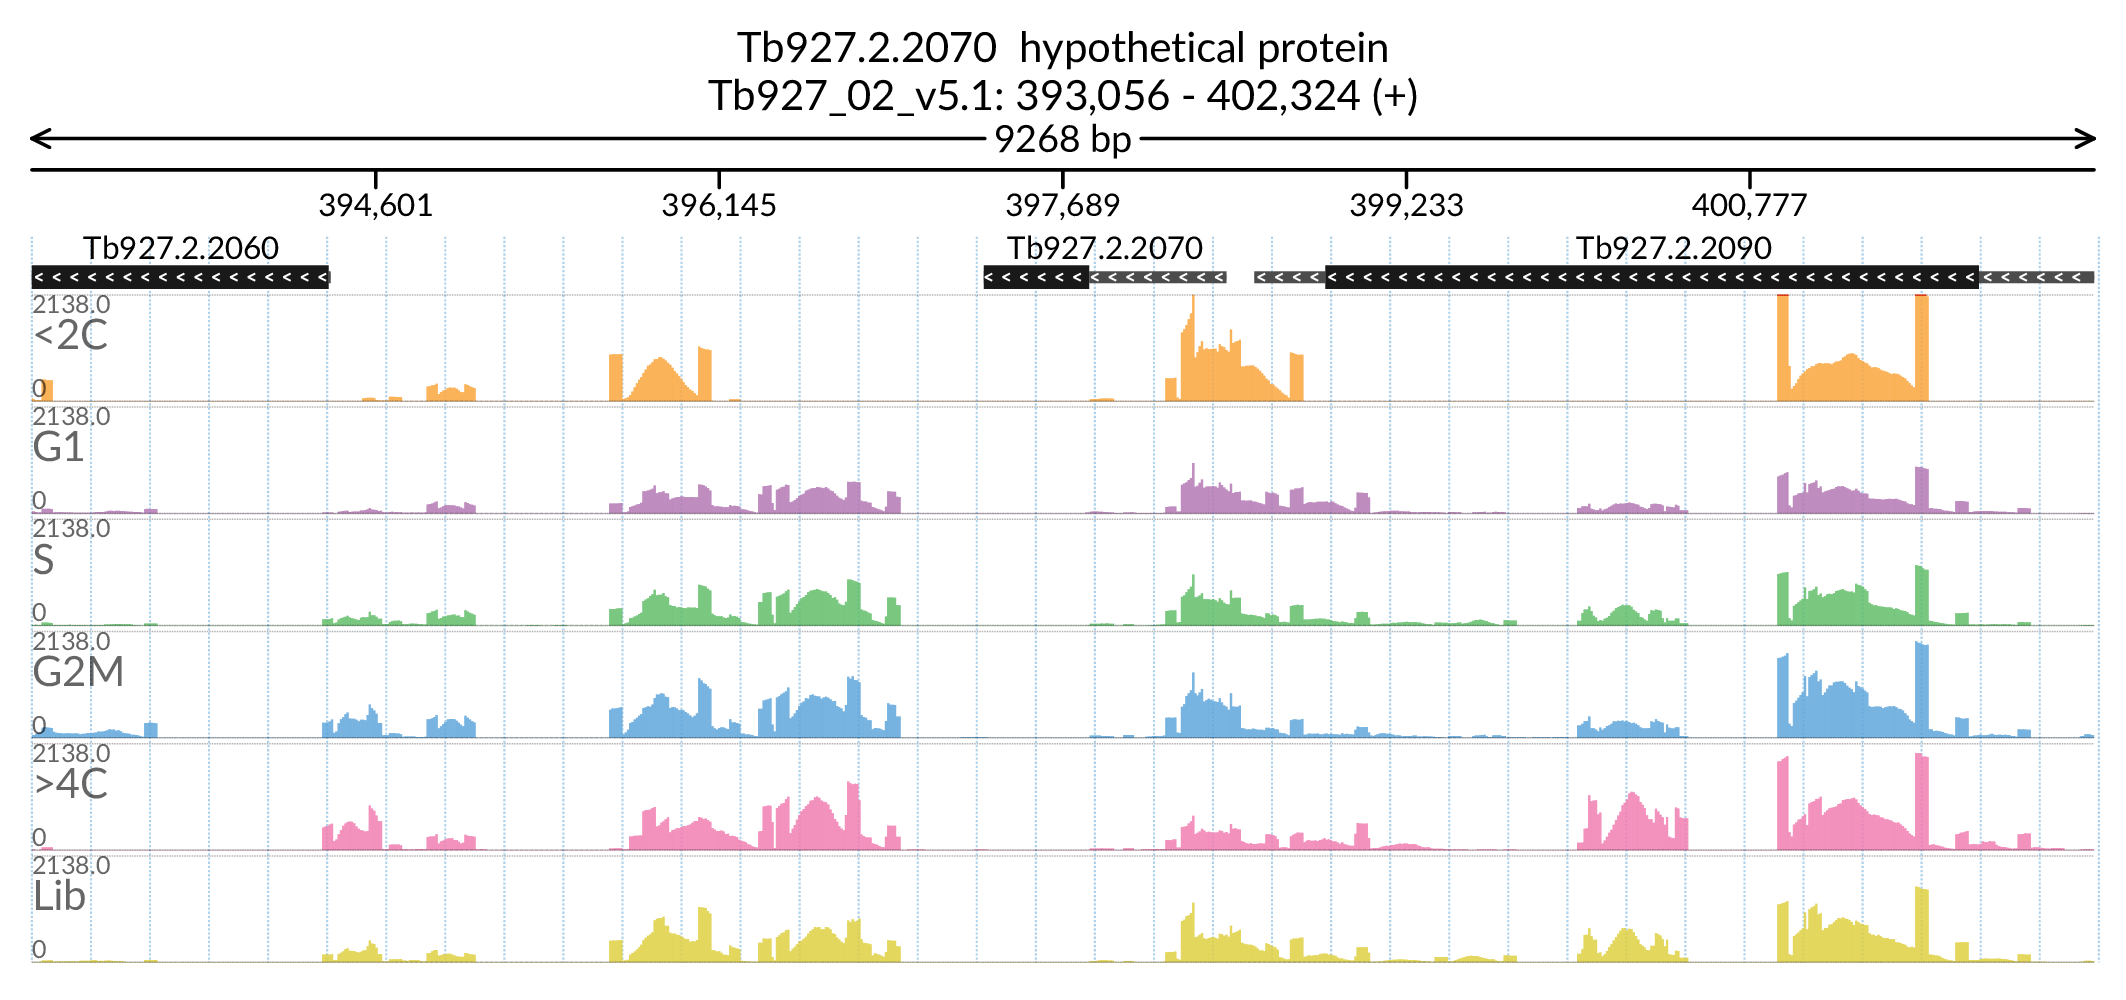 Tb927.2.2070 hypothetical protein
Tb927_02_v5.1: 393,056 - 402,324 (+)
9268 bp
394,601 396,145 397,689 399,233 400,777
Tb927.2.2060 Tb927.2.2070 Tb927.2.2090
2138.0
<2C
0
2138.0
G1
0
2138.0
S
0
2138.0
G2M
0
2138.0
>4C
0
2138.0
Lib
0